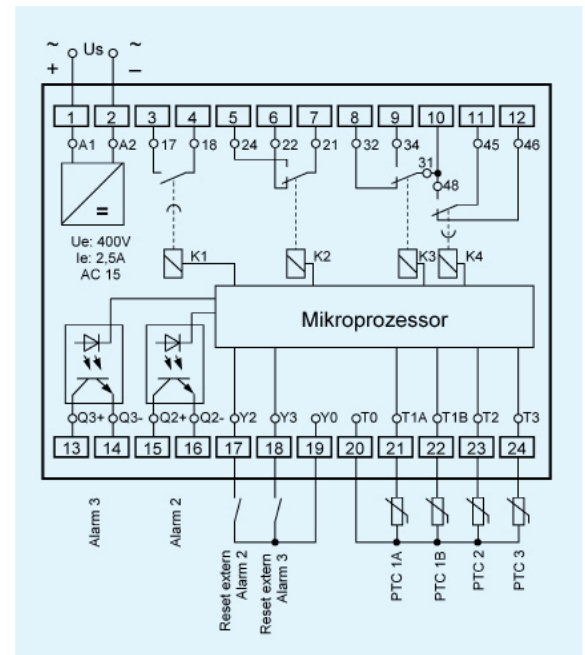 ~ Us ~
+ −
1 2 3 4 5 6 7 8 9 10 11 12
A1 A2 17 18 24 22 21 32 34 31 48 45 46
=
Ue: 400V
Ie: 2,5A
AC 15
K1 K2 K3 K4
Mikroprozessor
Q3+ Q3- Q2+ Q2- Y2 Y3 Y0 T0 T1A T1B T2 T3
13 14 15 16 17 18 19 20 21 22 23 24
Alarm 3
Alarm 2
Reset extern
Alarm 2
Reset extern
Alarm 3
PTC 1A
PTC 1B
PTC 2
PTC 3